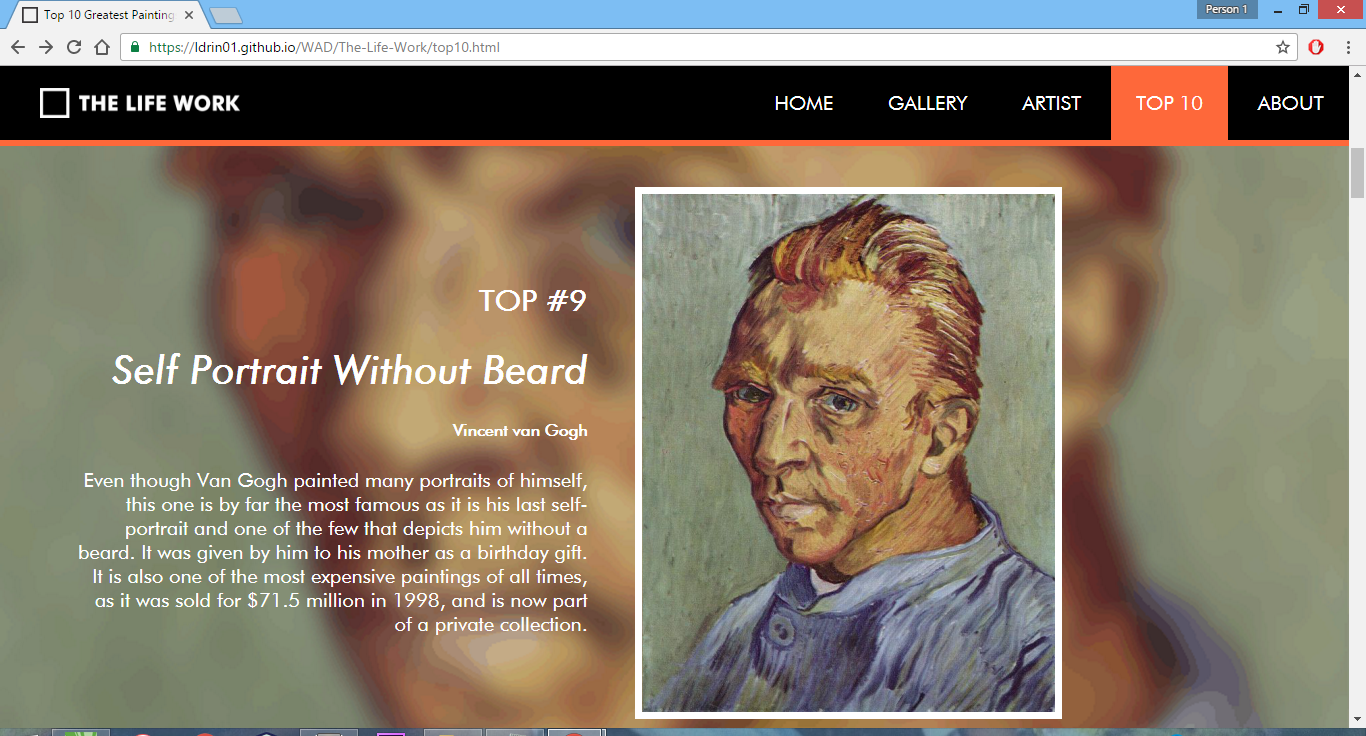 Top 10 Greatest Painting
Person 1
https://ldrin01.github.io/WAD/The-Life-Work/top10.html
THE LIFE WORK
HOME
GALLERY
ARTIST
TOP 10
ABOUT
TOP #9
Self Portrait Without Beard
Vincent van Gogh
Even though Van Gogh painted many portraits of himself,
this one is by far the most famous as it is his last self-
portrait and one of the few that depicts him without a
beard. It was given by him to his mother as a birthday gift.
It is also one of the most expensive paintings of all times,
as it was sold for $71.5 million in 1998, and is now part
of a private collection.